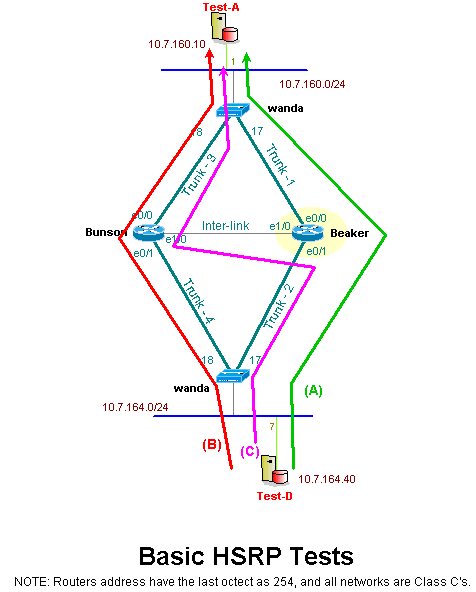 Test-A
10.7.160.10
1
10.7.160.0/24
wanda
18
17
Trunk - 3
Trunk -1
e0/0
Inter-link
e1/0
e0/0
Bunson
e1/0
Beaker
e0/1
e0/1
Trunk - 4
Trunk - 2
18
17
wanda
(A)
10.7.164.0/24
7
(B)
(C)
10.7.164.40
Test-D
Basic HSRP Tests
NOTE: Routers address have the last octect as 254, and all networks are Class C's.